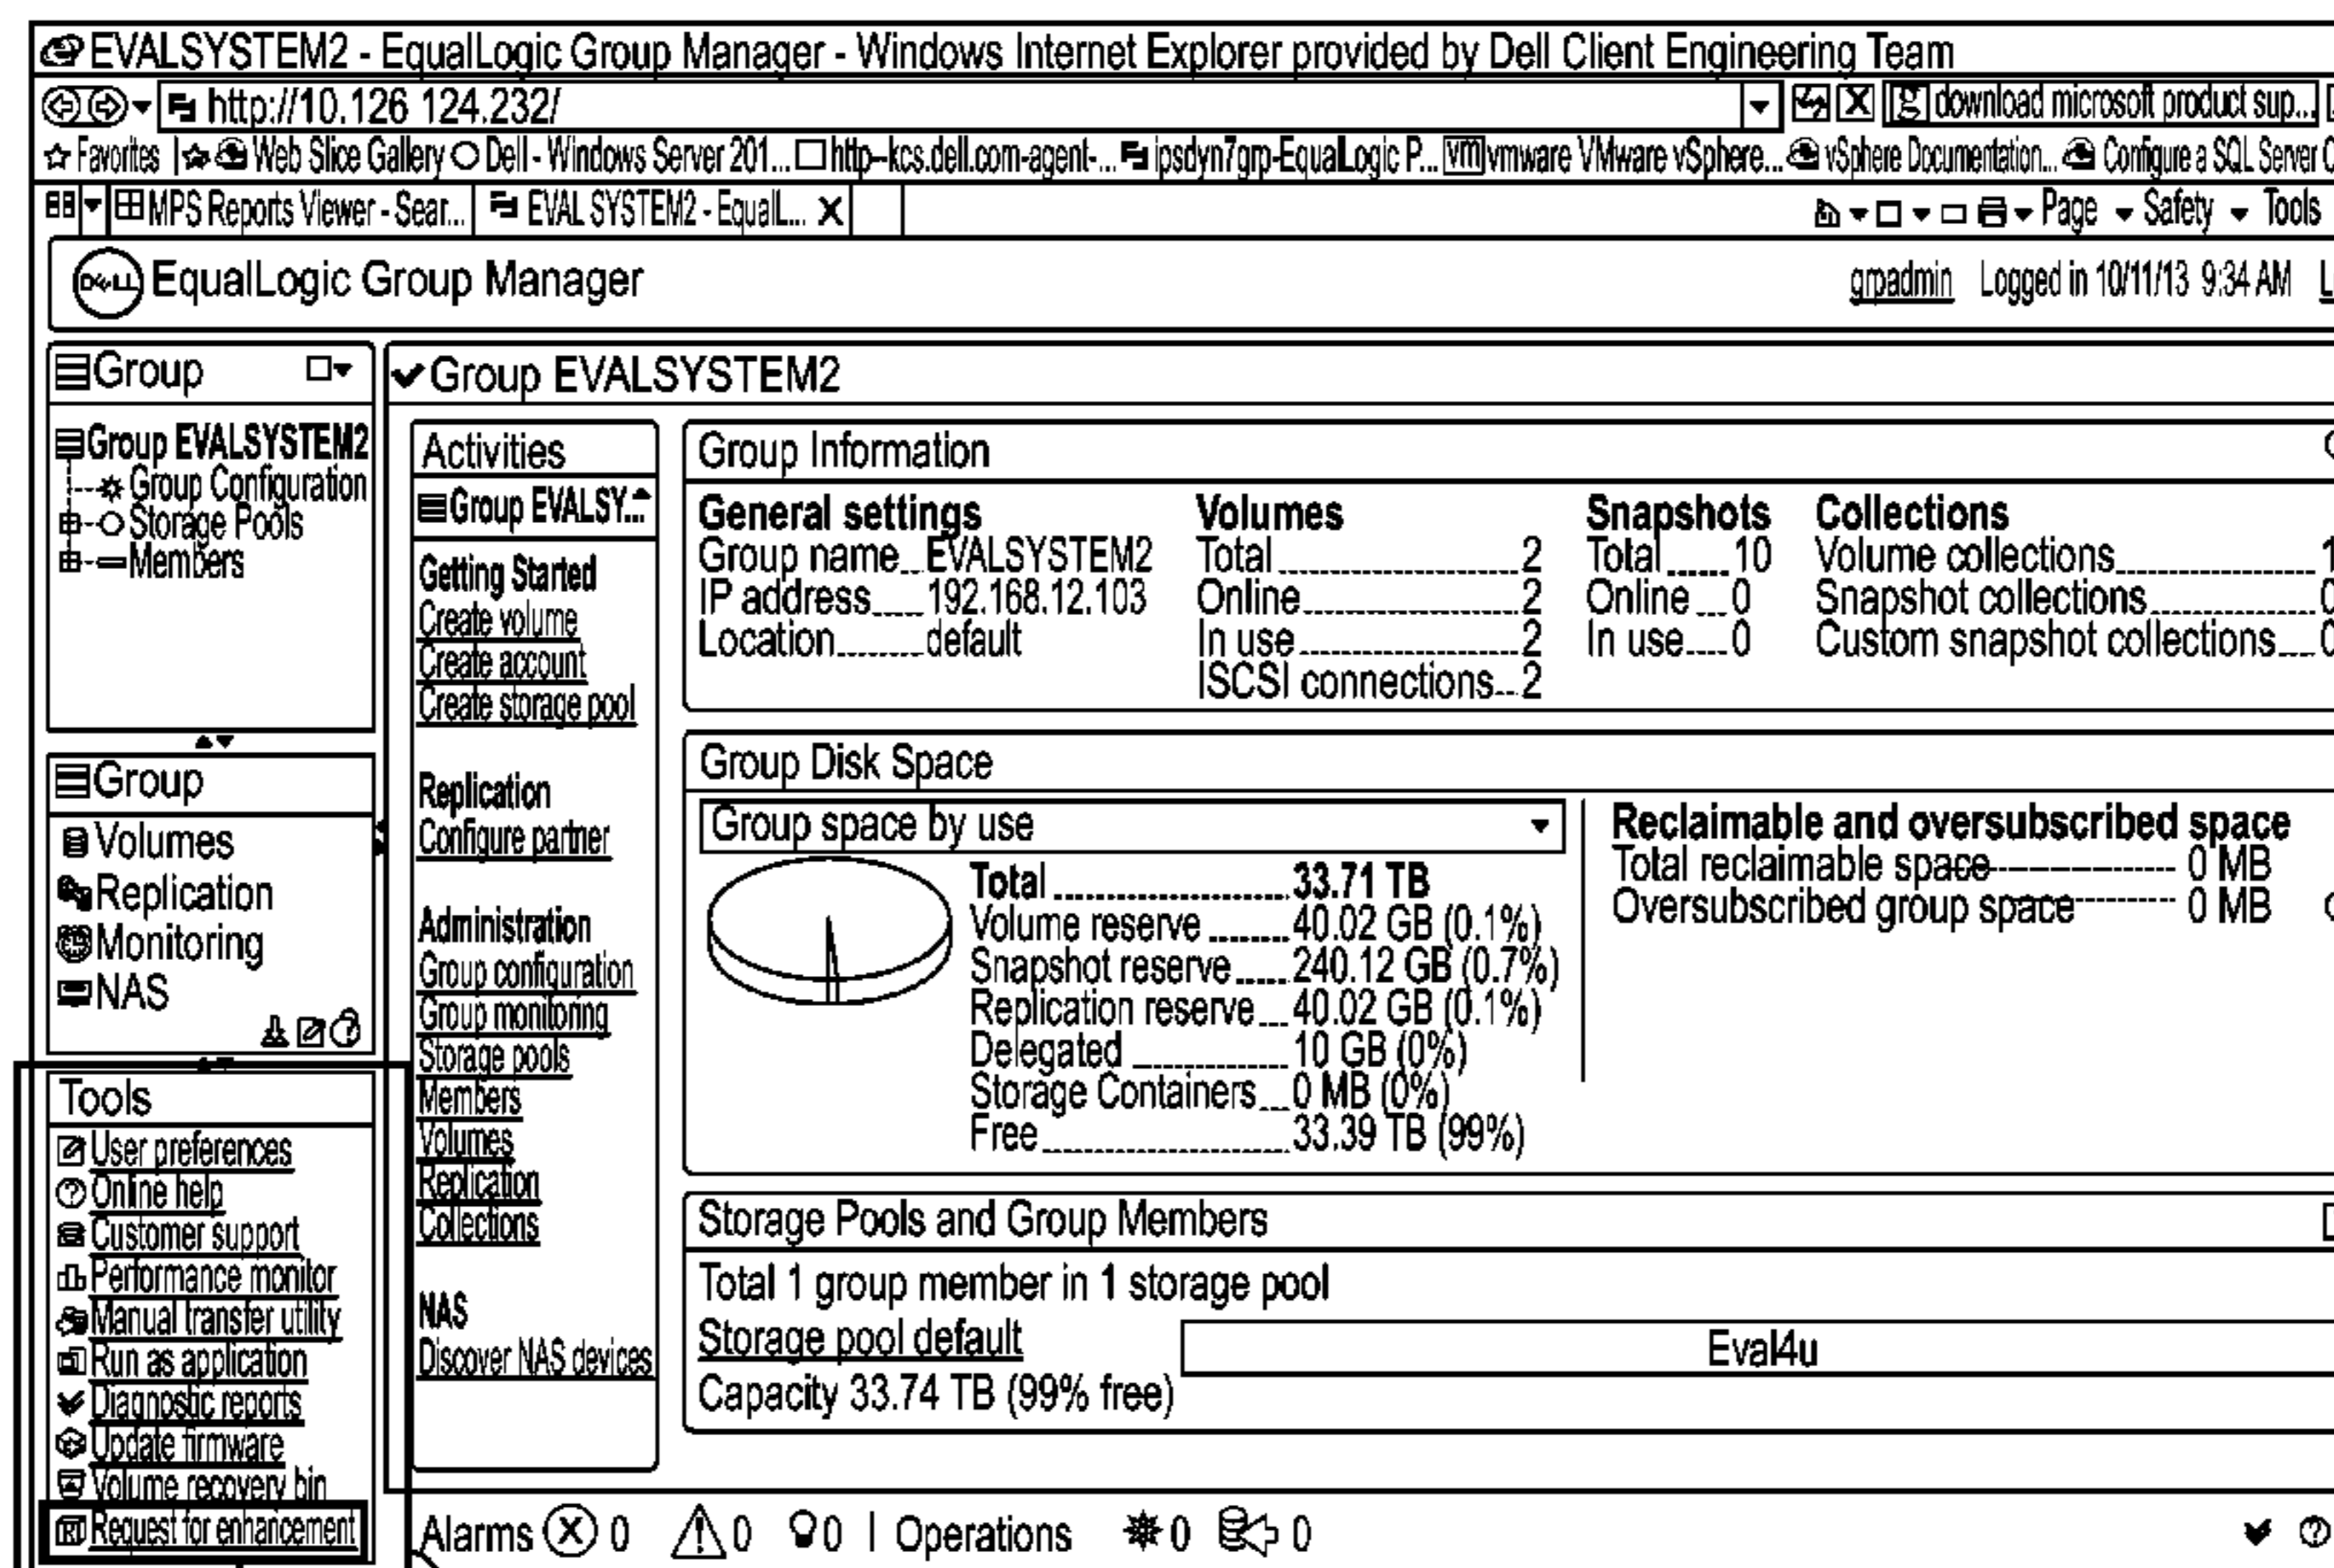 EVALSYSTEM2 - EqualLogic Group Manager - Windows Internet Explorer provided by Dell Client Engineering Team
http://10.126 124.232/
download microsoft product sup...
Favorites | Web Slice Gallery Dell - Windows Server 201... http--kcs.dell.com-agent-... ipsdyn7grp-EqualLogic P... vm vmware VMware vSphere... vSphere Documentation... Configure a SQL Server
MPS Reports Viewer - Sear... EVAL SYSTEM2 - EqualL... X
Page Safety Tools
DELL EqualLogic Group Manager
grpadmin Logged in 10/11/13 9:34 AM
Group
Group EVALSYSTEM2
Group Configuration
Storage Pools
Members
Group
Volumes
Replication
Monitoring
NAS
Tools
User preferences
Online help
Customer support
Performance monitor
Manual transfer utility
Run as application
Diagnostic reports
Update firmware
Volume recovery bin
Request for enhancement
Group EVALSYSTEM2
Activities
Group EVALSY...
Getting Started
Create volume
Create account
Create storage pool
Replication
Configure partner
Administration
Group configuration
Group monitoring
Storage pools
Members
Volumes
Replication
Collections
NAS
Discover NAS devices
Group Information
General settings
Group name EVALSYSTEM2
IP address 192.168.12.103
Location default
Volumes
Total 2
Online 2
In use 2
ISCSI connections 2
Snapshots
Total 10
Online 0
In use 0
Collections
Volume collections 1
Snapshot collections 0
Custom snapshot collections 0
Group Disk Space
Group space by use
Total 33.71 TB
Volume reserve 40.02 GB (0.1%)
Snapshot reserve 240.12 GB (0.7%)
Replication reserve 40.02 GB (0.1%)
Delegated 10 GB (0%)
Storage Containers 0 MB (0%)
Free 33.39 TB (99%)
Reclaimable and oversubscribed space
Total reclaimable space 0 MB
Oversubscribed group space 0 MB
Storage Pools and Group Members
Total 1 group member in 1 storage pool
Storage pool default
Eval4u
Capacity 33.74 TB (99% free)
Alarms 0 0 0 | Operations 0 0